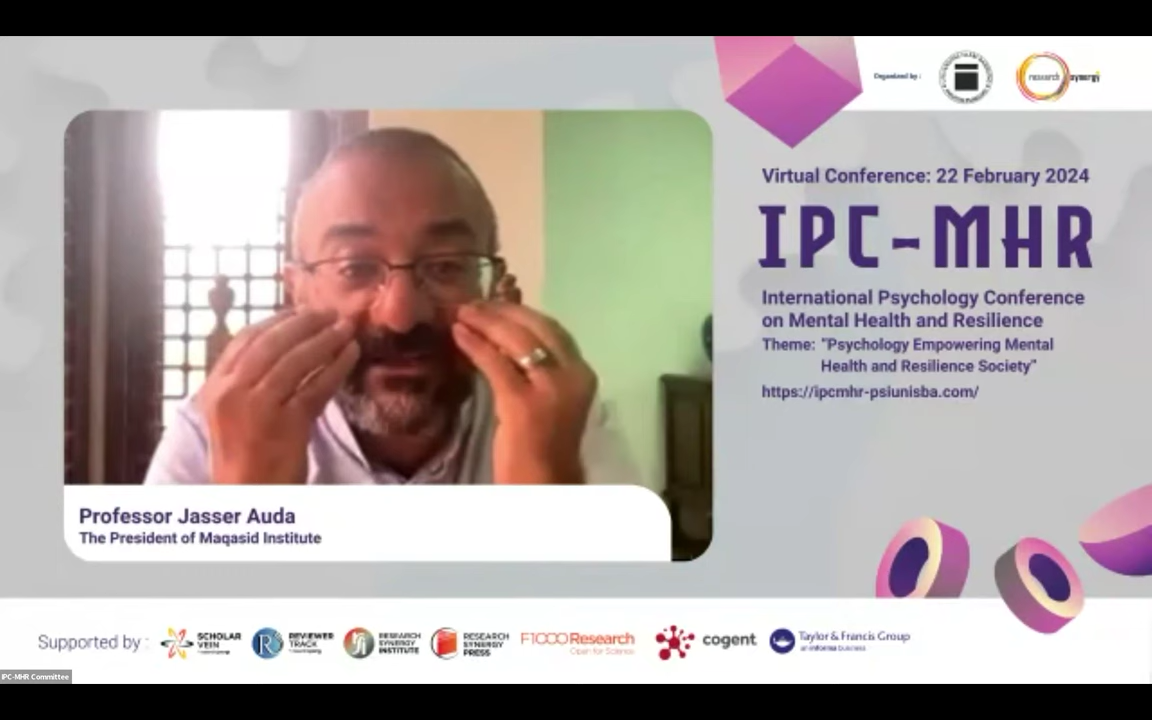 Organized by :
research synergy
Virtual Conference: 22 February 2024
IPC-MHR
International Psychology Conference
on Mental Health and Resilience
Theme: "Psychology Empowering Mental
Health and Resilience Society"
https://ipcmhr-psiunisba.com/
Professor Jasser Auda
The President of Maqasid Institute
Supported by :
SCHOLAR
VEIN
REVIEWER
TRACK
RESEARCH
SYNERGY
INSTITUTE
RESEARCH
SYNERGY
PRESS
F1000Research
Open for Science
cogent
Taylor & Francis Group
an informa business
IPC-MHR Committee